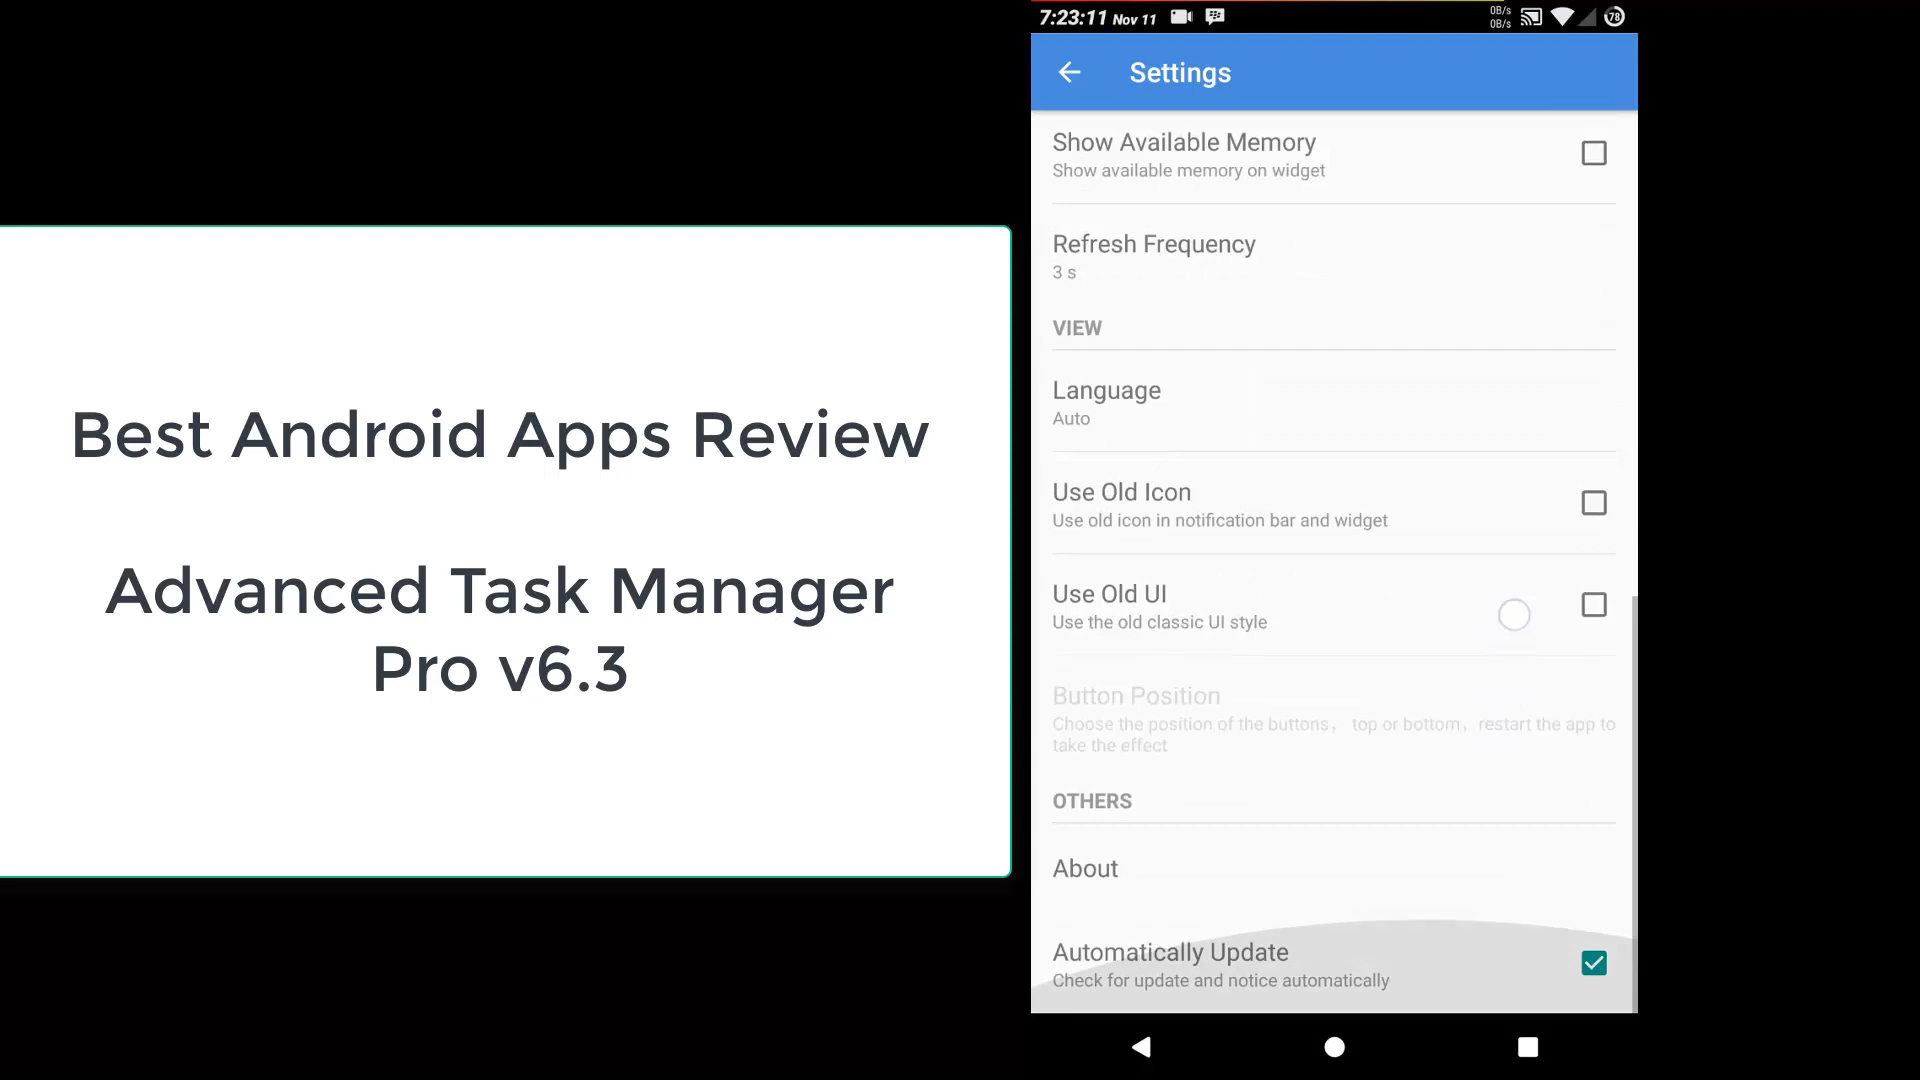 Best Android Apps Review
Advanced Task Manager
Pro v6.3
7:23:11 Nov 11
0B/s
0B/s
78
Settings
Show Available Memory
Show available memory on widget
Refresh Frequency
3 s
VIEW
Language
Auto
Use Old Icon
Use old icon in notification bar and widget
Use Old UI
Use the old classic UI style
Button Position
Choose the position of the buttons， top or bottom，restart the app to
take the effect
OTHERS
About
Automatically Update
Check for update and notice automatically